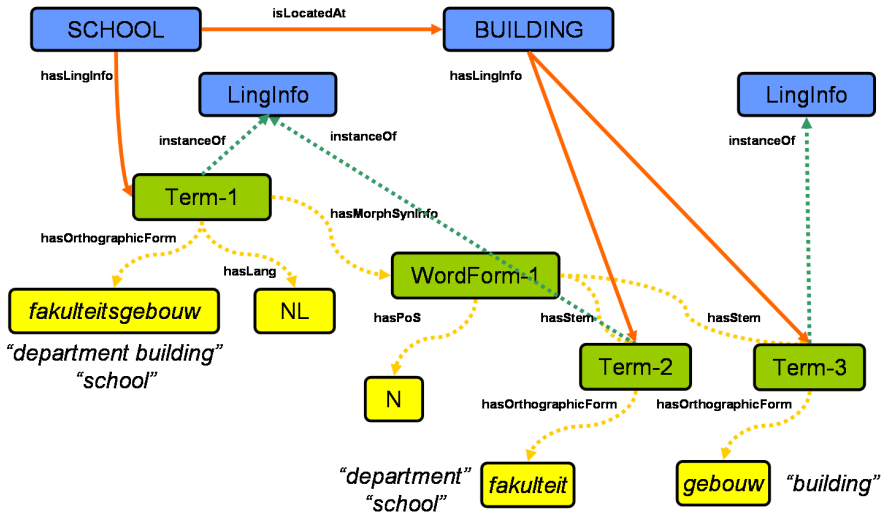 SCHOOL
isLocatedAt
BUILDING
hasLingInfo
hasLingInfo
LingInfo
LingInfo
instanceOf
instanceOf
instanceOf
Term-1
hasMorphSynInfo
hasOrthographicForm
hasLang
WordForm-1
fakulteitsgebouw
NL
hasPoS
hasStem
hasStem
“department building”
“school”
Term-2
Term-3
N
hasOrthographicForm
hasOrthographicForm
“department”
“school”
fakulteit
gebouw
“building”